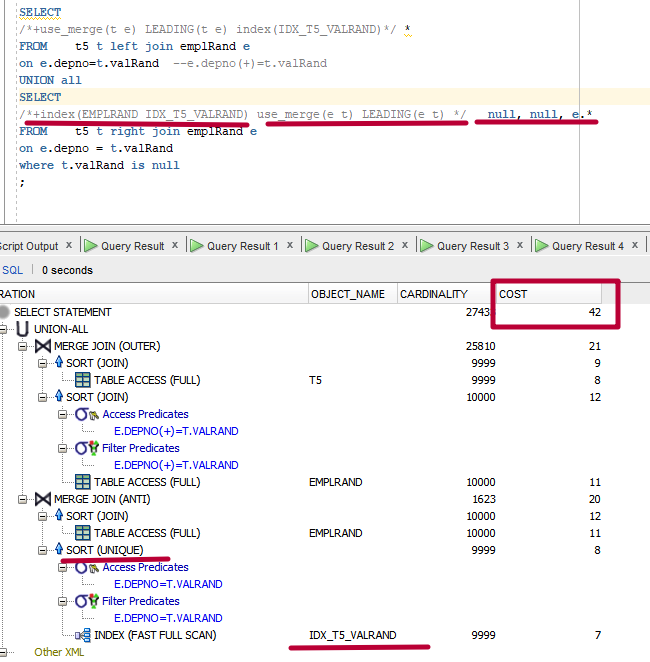 SELECT
/*+use_merge(t e) LEADING(t e) index(IDX_T5_VALRAND)*/ *
FROM t5 t left join emplRand e
on e.depno=t.valRand --e.depno(+)=t.valRand
UNION all
SELECT
/*+index(EMPLRAND IDX_T5_VALRAND) use_merge(e t) LEADING(e t) */ null, null, e.*
FROM t5 t right join emplRand e
on e.depno = t.valRand
where t.valRand is null
;
Script Output x Query Result x Query Result 1 x Query Result 2 x Query Result 3 x Query Result 4 x
SQL | 0 seconds
RATION OBJECT_NAME CARDINALITY COST
SELECT STATEMENT 27433 42
UNION-ALL
MERGE JOIN (OUTER) 25810 21
SORT (JOIN) 9999 9
TABLE ACCESS (FULL) T5 9999 8
SORT (JOIN) 10000 12
Access Predicates
E.DEPNO(+)=T.VALRAND
Filter Predicates
E.DEPNO(+)=T.VALRAND
TABLE ACCESS (FULL) EMPLRAND 10000 11
MERGE JOIN (ANTI) 1623 20
SORT (JOIN) 10000 12
TABLE ACCESS (FULL) EMPLRAND 10000 11
SORT (UNIQUE) 9999 8
Access Predicates
E.DEPNO=T.VALRAND
Filter Predicates
E.DEPNO=T.VALRAND
INDEX (FAST FULL SCAN) IDX_T5_VALRAND 9999 7
Other XML